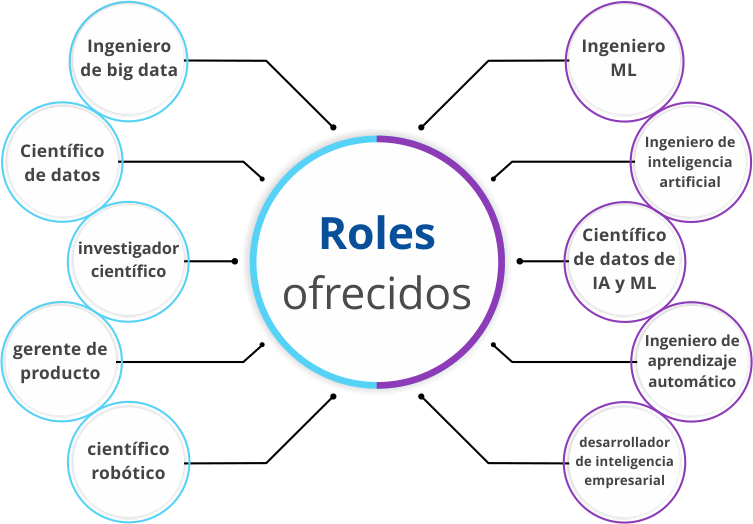 Ingeniero
de big data
Científico
de datos
investigador
científico
gerente de
producto
científico
robótico
Roles
ofrecidos
Ingeniero
ML
Ingeniero de
inteligencia
artificial
Científico
de datos de
IA y ML
Ingeniero de
aprendizaje
automático
desarrollador
de inteligencia
empresarial